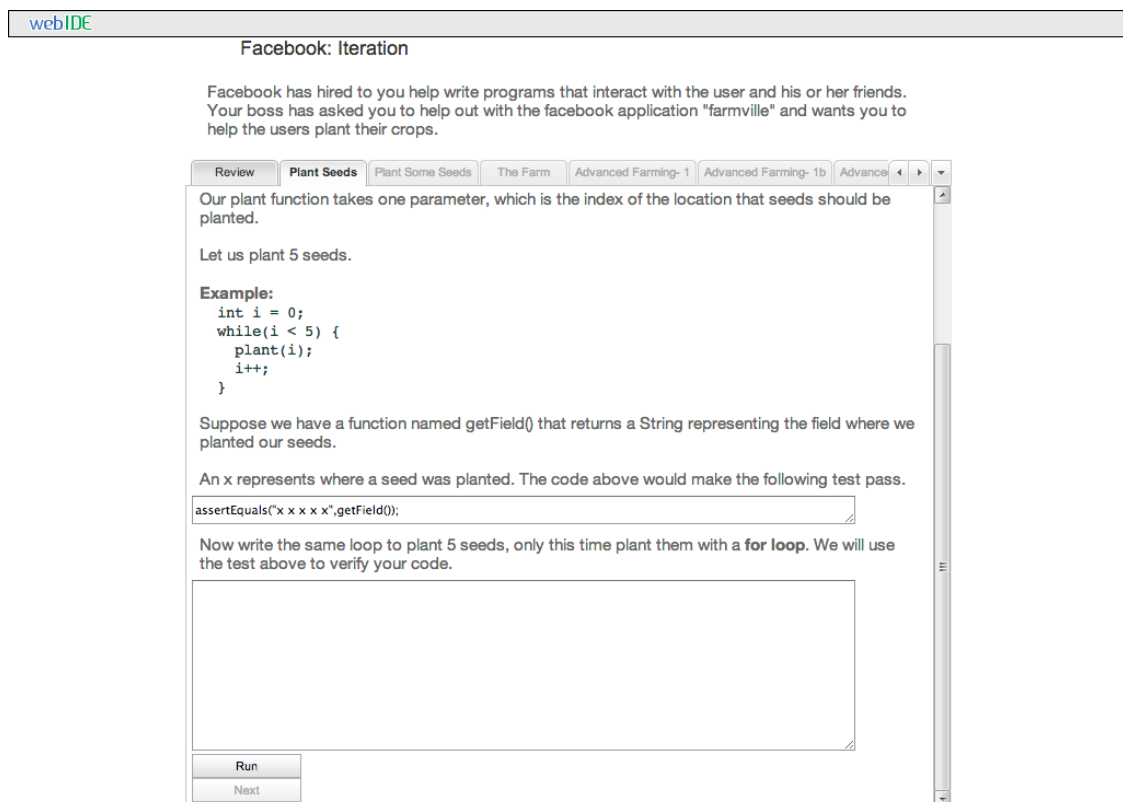 webIDE
Facebook: Iteration
Facebook has hired to you help write programs that interact with the user and his or her friends.
Your boss has asked you to help out with the facebook application "farmville" and wants you to
help the users plant their crops.
Review Plant Seeds Plant Some Seeds The Farm Advanced Farming- 1 Advanced Farming- 1b Advance
Our plant function takes one parameter, which is the index of the location that seeds should be
planted.
Let us plant 5 seeds.
Example:
int i = 0;
while(i < 5) {
plant(i);
i++;
}
Suppose we have a function named getField() that returns a String representing the field where we
planted our seeds.
An x represents where a seed was planted. The code above would make the following test pass.
assertEquals("x x x x x",getField());
Now write the same loop to plant 5 seeds, only this time plant them with a for loop. We will use
the test above to verify your code.
Run
Next